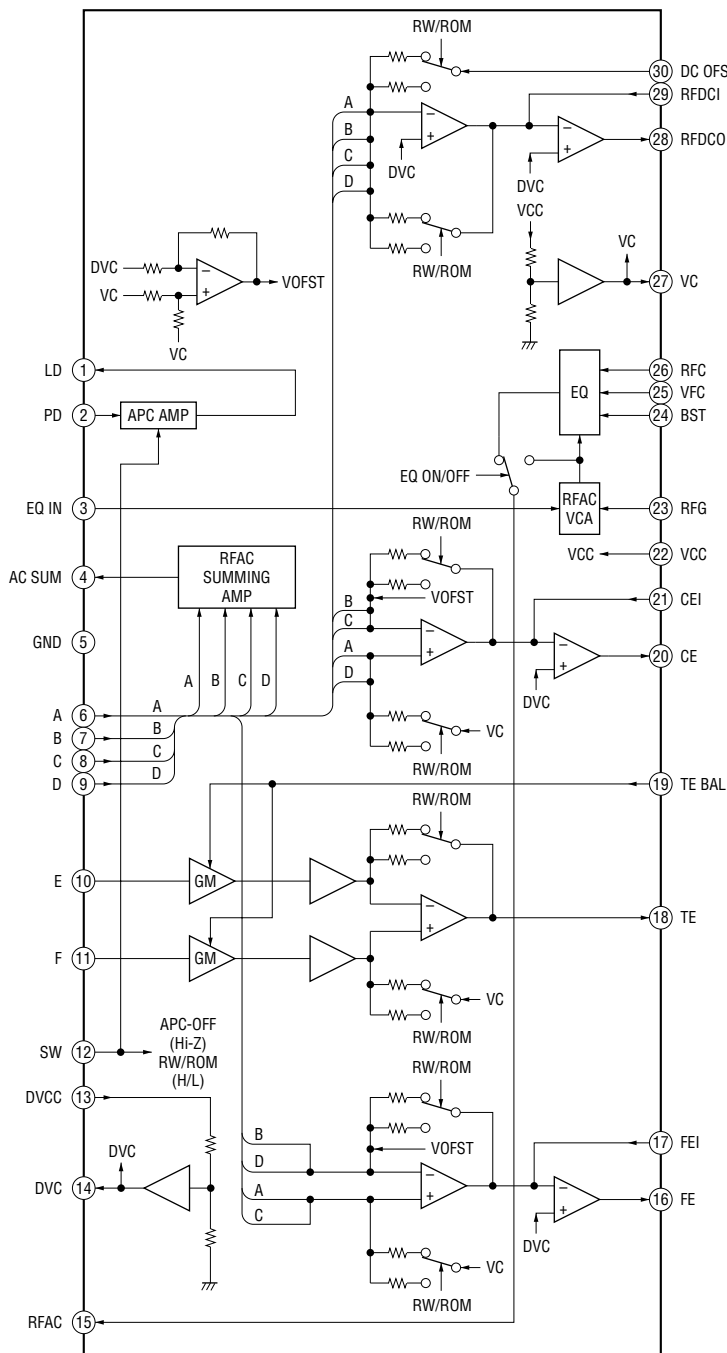 RW/ROM
30 DC OFS
29 RFDCI
A
B
DVC
28 RFDCO
C
D
DVC
VCC
RW/ROM
VC
DVC
VOFST
VC
27 VC
VC
LD 1
26 RFC
EQ
25 VFC
PD 2
APC AMP
24 BST
EQ ON/OFF
EQ IN 3
RFAC
VCA
23 RFG
RW/ROM
VCC
22 VCC
AC SUM 4
RFAC
SUMMING
AMP
VOFST
21 CEI
B
C
GND 5
A
20 CE
D
DVC
A B C D
A 6 A
B 7 B
C 8 C
D 9 D
VC
RW/ROM
19 TE BAL
RW/ROM
E 10
GM
18 TE
F 11
GM
VC
RW/ROM
SW 12
APC-OFF
(Hi-Z)
RW/ROM
(H/L)
RW/ROM
DVCC 13
B
VOFST
17 FEI
D
DVC
DVC 14
A
16 FE
C
DVC
VC
RW/ROM
RFAC 15